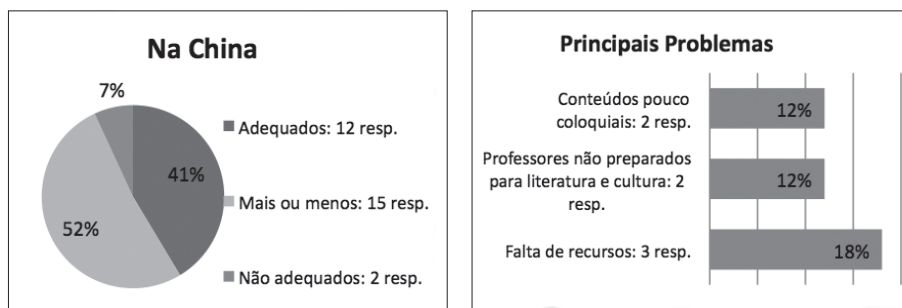 Na China
7%
41%
52%
Adequados: 12 resp.
Mais ou menos: 15 resp.
Não adequados: 2 resp.
Principais Problemas
Conteúdos pouco
coloquiais: 2 resp.
12%
Professores não preparados
para literatura e cultura: 2
resp.
12%
Falta de recursos: 3 resp.
18%